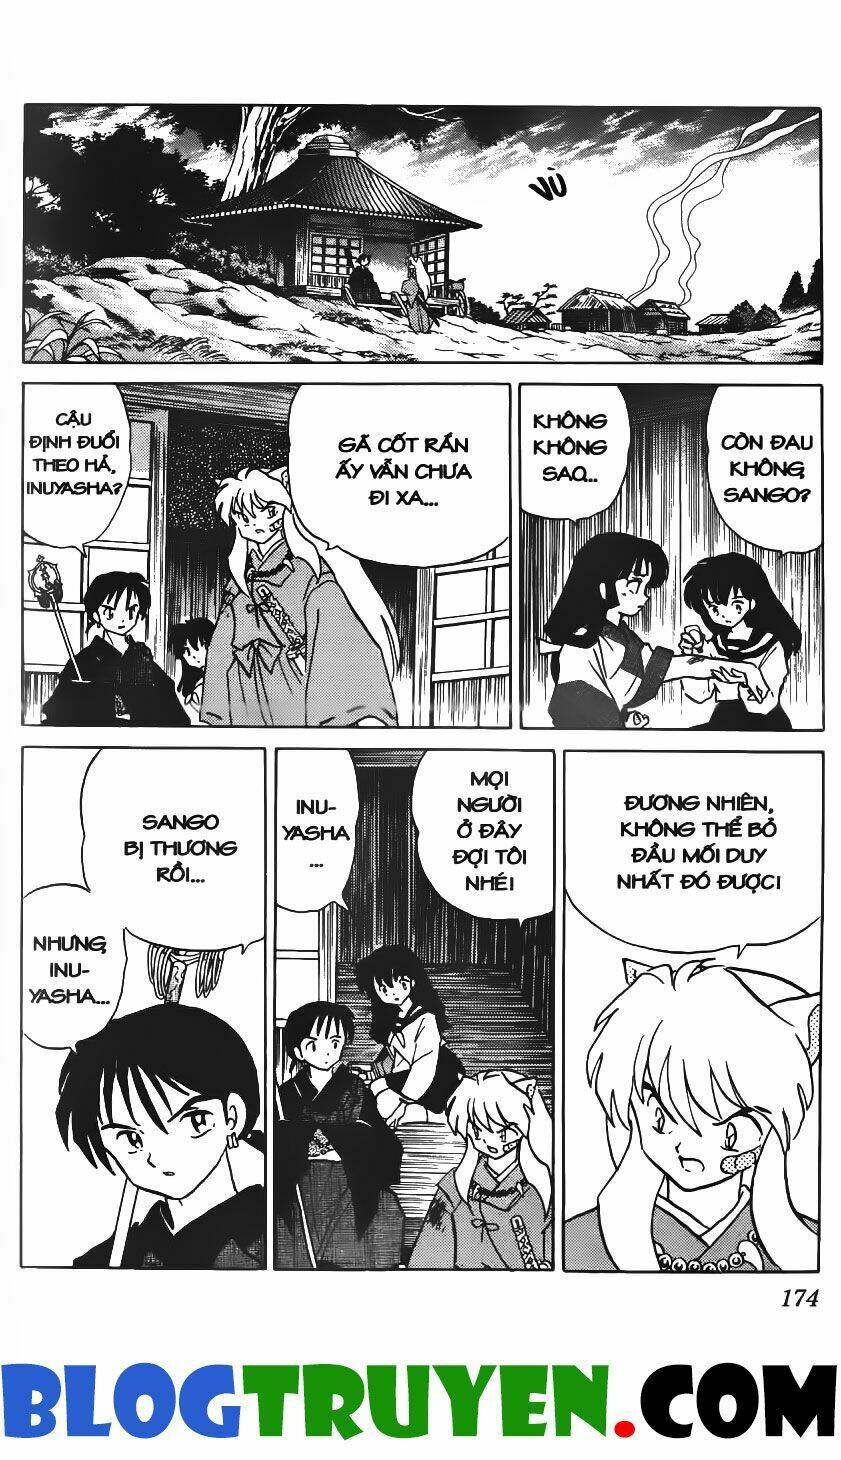 VÙ
CÒN ĐAU
KHÔNG,
SANGO?
KHÔNG
KHÔNG
SAO...
GÃ CỐT RẮN
ẤY VẪN CHƯA
ĐI XA...
CẬU
ĐỊNH ĐUỔI
THEO HẢ,
INUYASHA?
ĐƯƠNG NHIÊN,
KHÔNG THỂ BỎ
ĐẦU MỐI DUY
NHẤT ĐÓ ĐƯỢC!
MỌI
NGƯỜI
Ở ĐÂY
ĐỢI TÔI
NHÉ!
INU-
YASHA
...
SANGO
BỊ THƯƠNG
RỒI...
NHƯNG,
INU-
YASHA...
174
BLOGTRUYEN.COM